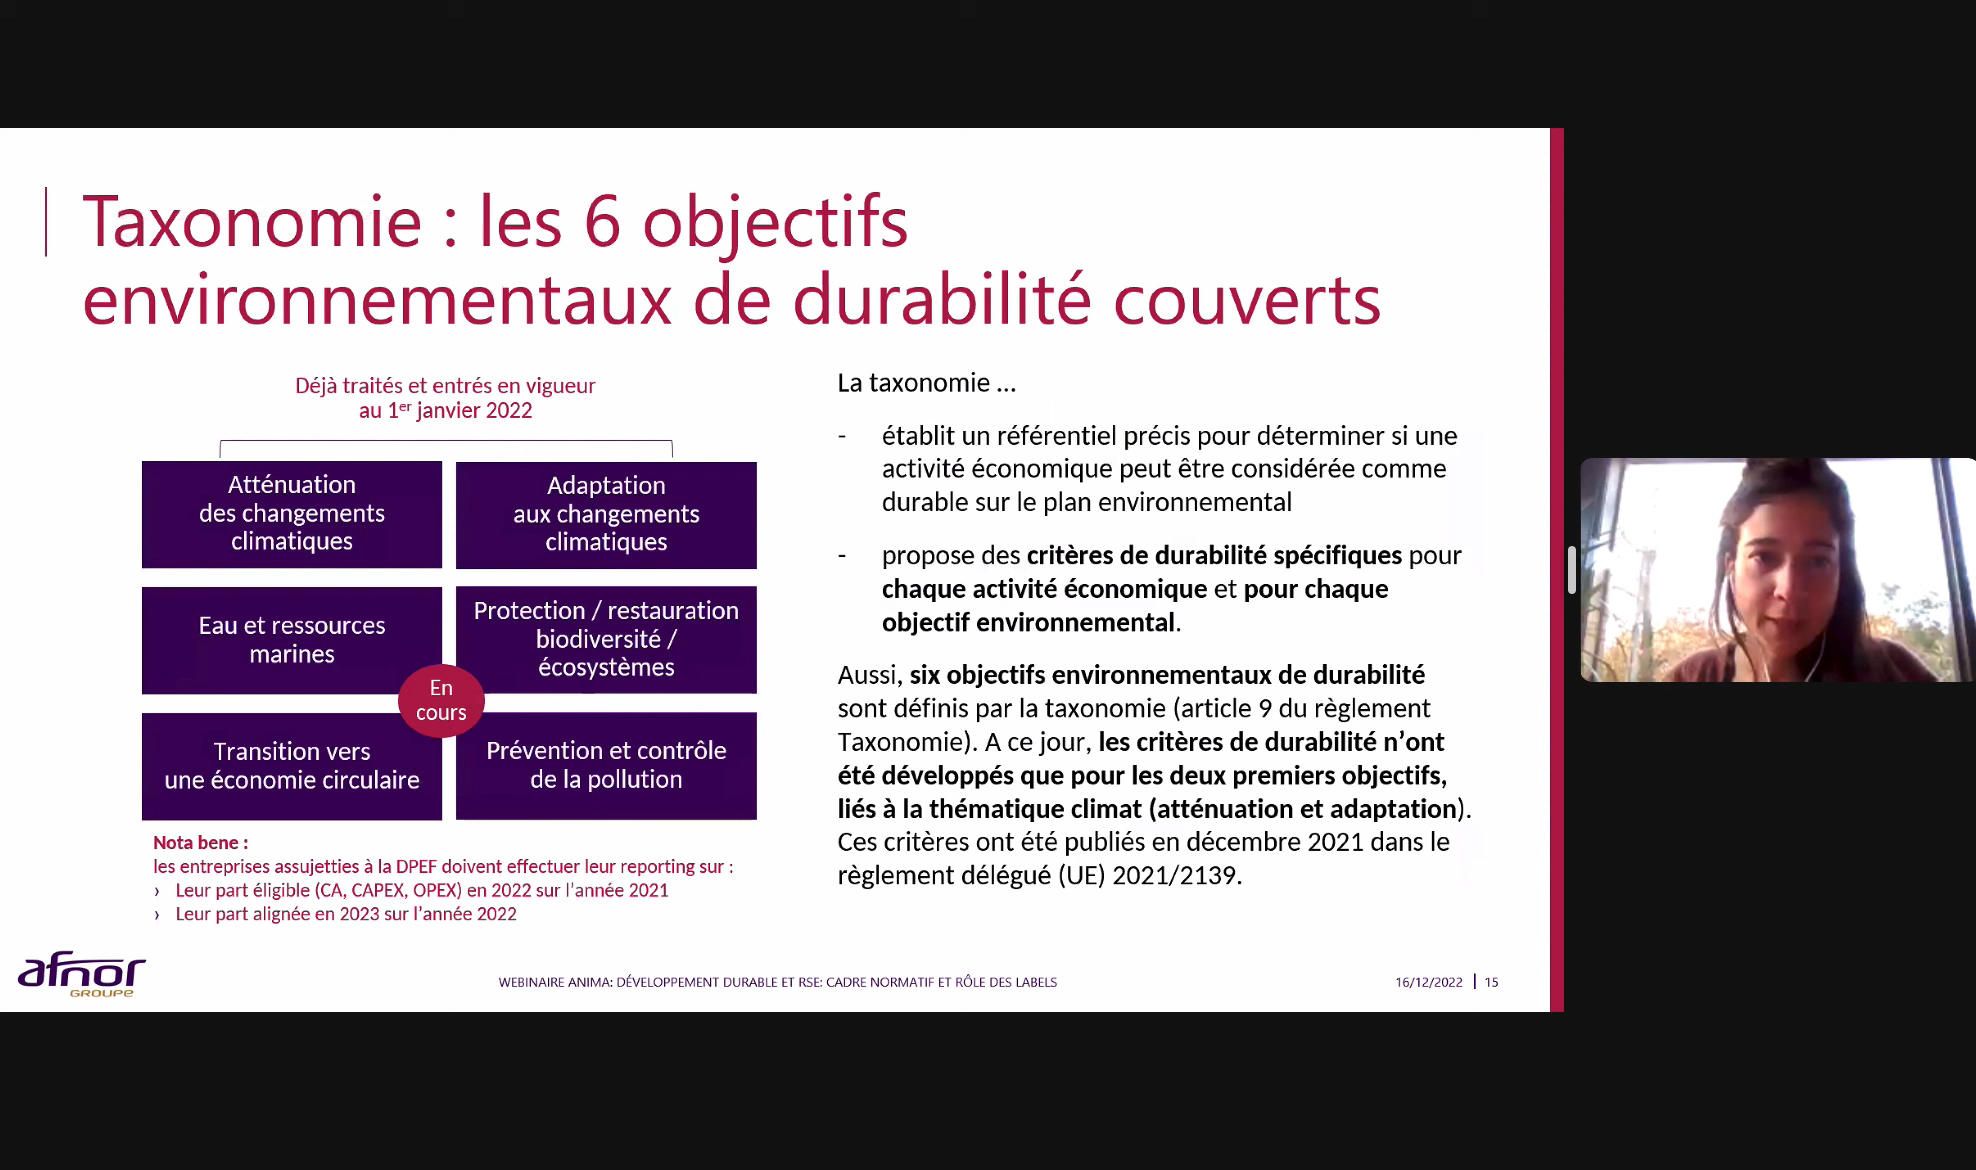 Taxonomie : les 6 objectifs
environnementaux de durabilité couverts
Déjà traités et entrés en vigueur
au 1er janvier 2022
Atténuation
des changements
climatiques
Adaptation
aux changements
climatiques
Eau et ressources
marines
Protection / restauration
biodiversité /
écosystèmes
En
cours
Transition vers
une économie circulaire
Prévention et contrôle
de la pollution
Nota bene :
les entreprises assujetties à la DPEF doivent effectuer leur reporting sur :
› Leur part éligible (CA, CAPEX, OPEX) en 2022 sur l’année 2021
› Leur part alignée en 2023 sur l’année 2022
La taxonomie ...
- établit un référentiel précis pour déterminer si une
activité économique peut être considérée comme
durable sur le plan environnemental
- propose des critères de durabilité spécifiques pour
chaque activité économique et pour chaque
objectif environnemental.
Aussi, six objectifs environnementaux de durabilité
sont définis par la taxonomie (article 9 du règlement
Taxonomie). A ce jour, les critères de durabilité n’ont
été développés que pour les deux premiers objectifs,
liés à la thématique climat (atténuation et adaptation).
Ces critères ont été publiés en décembre 2021 dans le
règlement délégué (UE) 2021/2139.
afnor
GROUPE
WEBINAIRE ANIMA: DÉVELOPPEMENT DURABLE ET RSE: CADRE NORMATIF ET RÔLE DES LABELS
16/12/2022 | 15